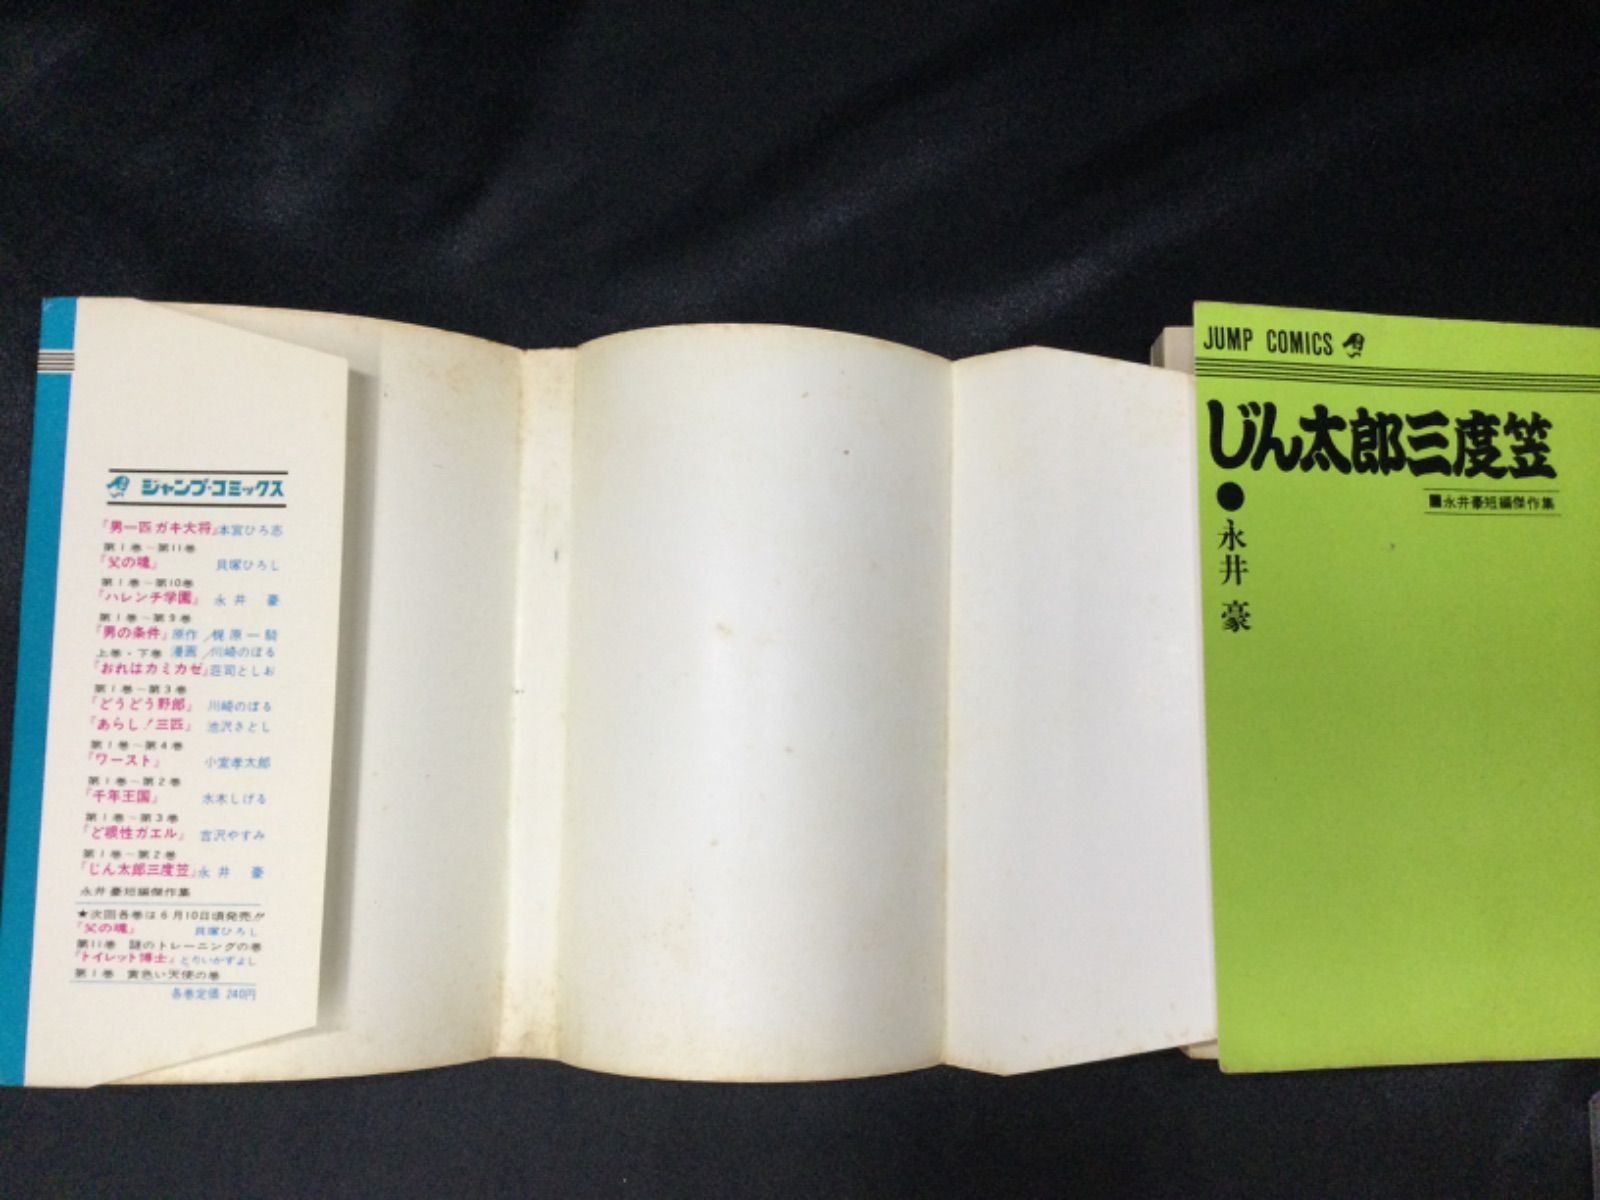 ジャンプ・コミックス
『男一匹ガキ大将』本宮ひろ志
第1巻～第11巻
『父の魂』 貝塚ひろし
第1巻～第10巻
『ハレンチ学園』 永井 豪
第1巻～第9巻
『男の条件』原作／梶原一騎
上巻・下巻 漫画／川崎のぼる
『おれはカミカゼ』荘司としお
第1巻～第3巻
『どうどう野郎』 川崎のぼる
『あらし！三匹』 池沢さとし
第1巻～第4巻
『ワースト』 小室孝太郎
第1巻～第2巻
『千年王国』 水木しげる
第1巻～第3巻
『ど根性ガエル』 吉沢やすみ
第1巻～第2巻
『じん太郎三度笠』永井 豪
永井豪短編傑作集
★次回各巻は6月10日頃発売!!
『父の魂』 貝塚ひろし
第11巻 謎のトレーニングの巻
『トイレット博士』とりいかずよし
第1巻 黄色い天使の巻
各巻定価 240円
JUMP COMICS
じん太郎三度笠
■永井豪短編傑作集
●永井豪